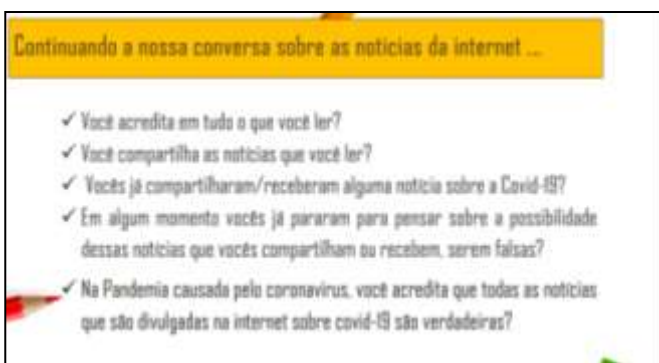 Continuando a nossa conversa sobre as notícias da internet ...
✓ Você acredita em tudo o que você ler?
✓ Você compartilha as notícias que você ler?
✓ Vocês já compartilharam/receberam alguma notícia sobre a Covid-19?
✓ Em algum momento vocês já pararam para pensar sobre a possibilidade
dessas notícias que vocês compartilham ou recebem, serem falsas?
✓ Na Pandemia causada pelo coronavírus, você acredita que todas as notícias
que são divulgadas na internet sobre covid-19 são verdadeiras?